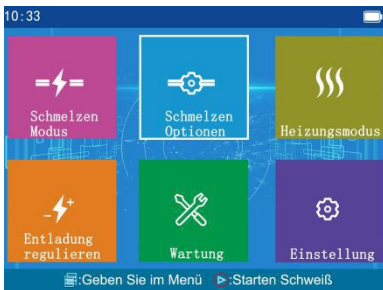 10:33
Schmelzen
Modus
Schmelzen
Optionen
Heizungsmodus
Entladung
regulieren
Wartung
Einstellung
:Geben Sie im Menü :Starten Schweiß